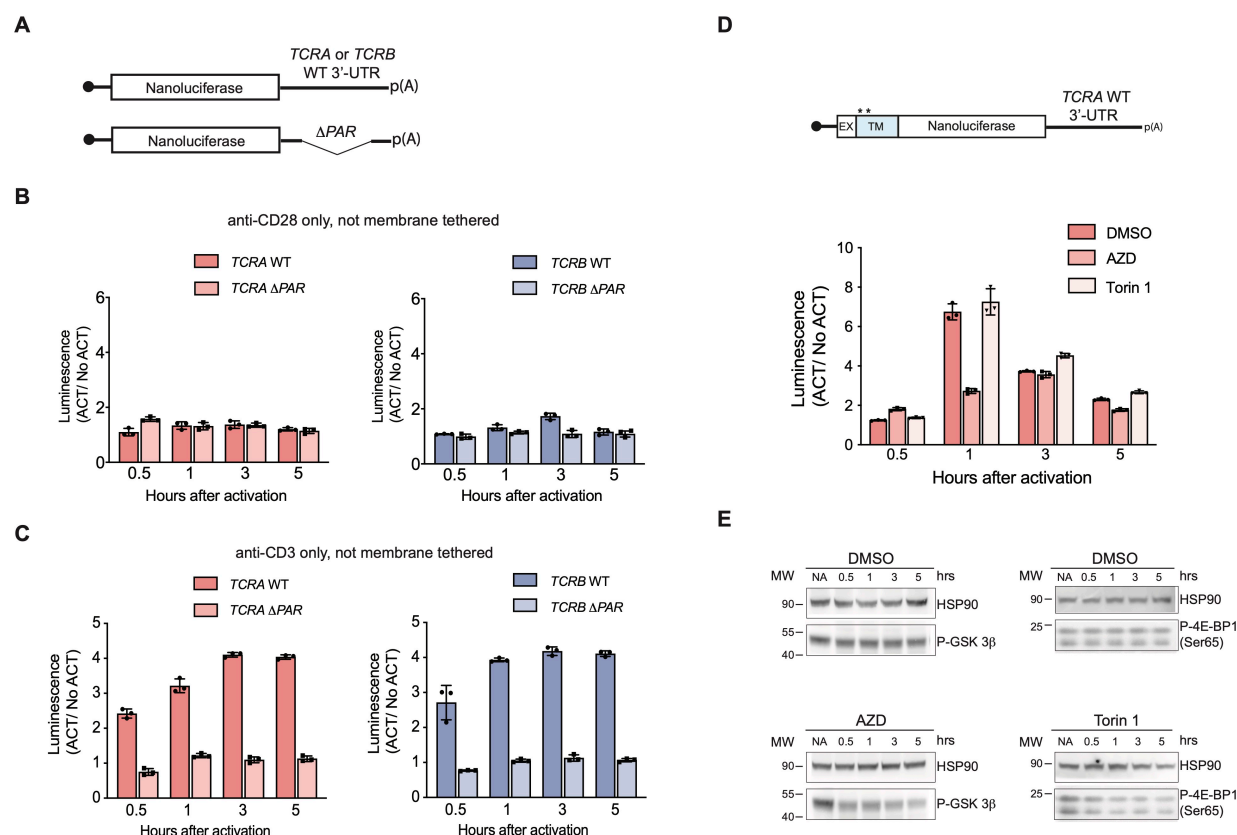 A
TCRA or TCRB
WT 3'-UTR
Nanoluciferase
p(A)
ΔPAR
Nanoluciferase
p(A)
B
anti-CD28 only, not membrane tethered
TCRA WT
TCRA ΔPAR
Luminescence
(ACT/ No ACT)
6
4
2
0
0.5 1 3 5
Hours after activation
TCRB WT
TCRB ΔPAR
Luminescence
(ACT/ No ACT)
6
4
2
0
0.5 1 3 5
Hours after activation
C
anti-CD3 only, not membrane tethered
TCRA WT
TCRA ΔPAR
Luminescence
(ACT/ No ACT)
5
4
3
2
1
0
0.5 1 3 5
Hours after activation
TCRB WT
TCRB ΔPAR
Luminescence
(ACT/ No ACT)
5
4
3
2
1
0
0.5 1 3 5
Hours after activation
D
TCRA WT
3'-UTR
**
EX TM Nanoluciferase p(A)
DMSO
AZD
Torin 1
Luminescence
(ACT/ No ACT)
10
8
6
4
2
0
0.5 1 3 5
Hours after activation
E
DMSO
MW NA 0.5 1 3 5 hrs
90 HSP90
55
P-GSK 3β
40
DMSO
MW NA 0.5 1 3 5 hrs
90 HSP90
25 P-4E-BP1
(Ser65)
AZD
MW NA 0.5 1 3 5 hrs
90 HSP90
55
P-GSK 3β
40
Torin 1
MW NA 0.5 1 3 5 hrs
90 HSP90
25 P-4E-BP1
(Ser65)